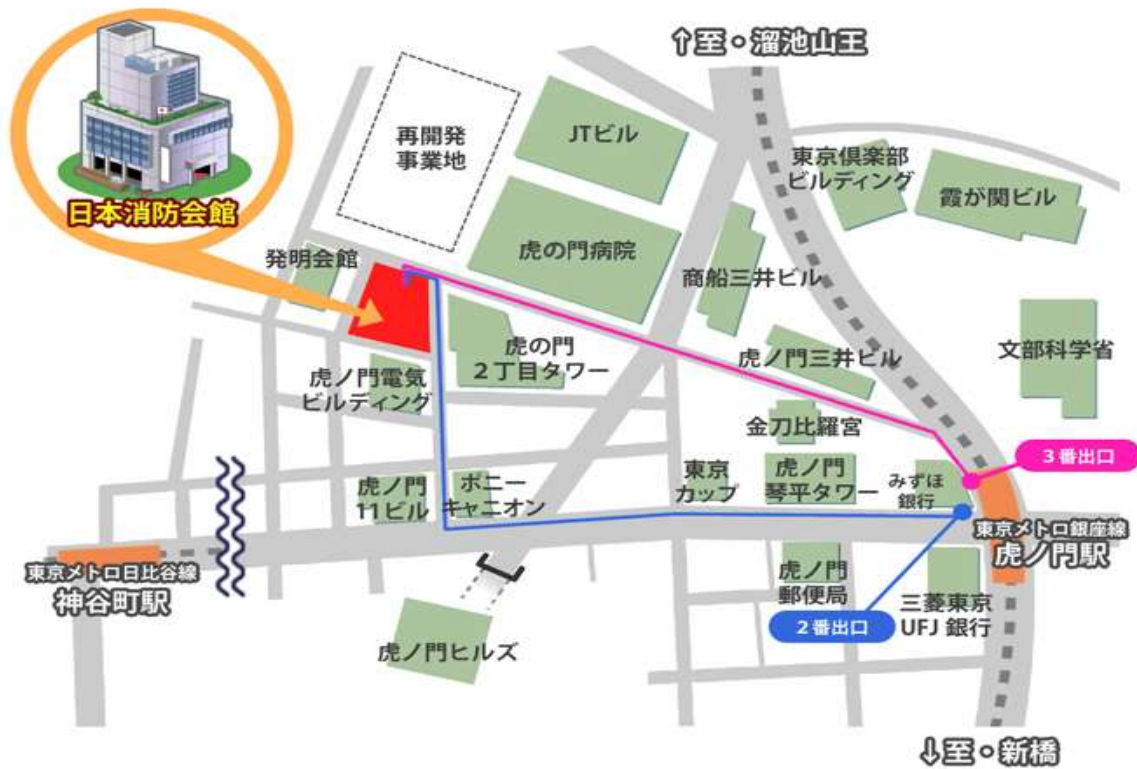 ↑至・溜池山王
JTビル
再開発
事業地
東京倶楽部
ビルディング
霞が関ビル
日本消防会館
発明会館
虎の門病院
商船三井ビル
虎の門
２丁目タワー
虎ノ門三井ビル
文部科学省
虎ノ門電気
ビルディング
金刀比羅宮
3番出口
東京
カップ
虎ノ門
琴平タワー
みずほ
銀行
虎ノ門
11ビル
ポニー
キャニオン
東京メトロ銀座線
虎ノ門駅
東京メトロ日比谷線
神谷町駅
虎ノ門
郵便局
三菱東京
UFJ 銀行
2番出口
虎ノ門ヒルズ
↓至・新橋